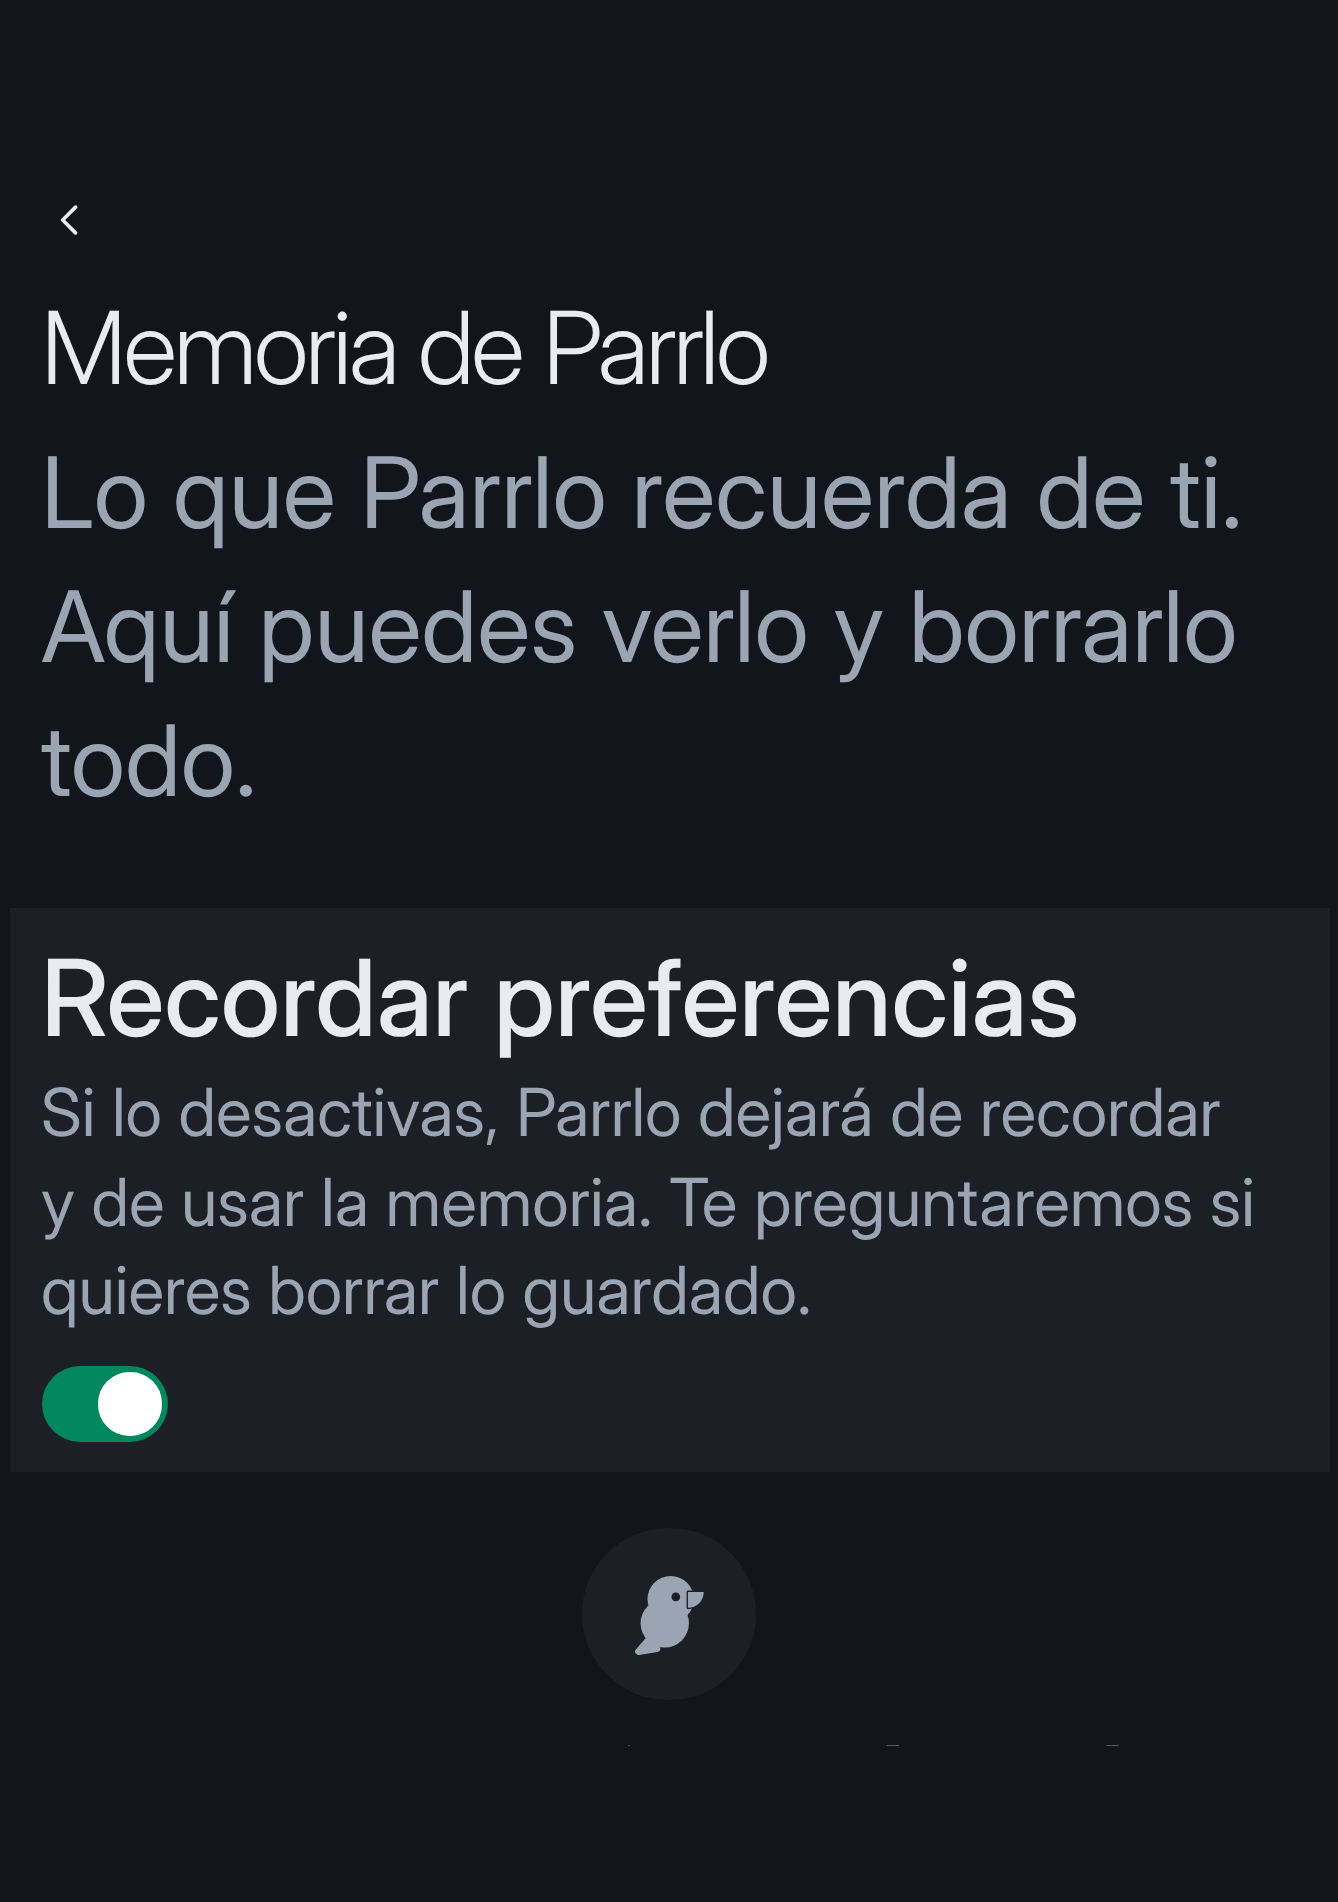 Memoria de Parrlo
Lo que Parrlo recuerda de ti.
Aquí puedes verlo y borrarlo
todo.
Recordar preferencias
Si lo desactivas, Parrlo dejará de recordar
y de usar la memoria. Te preguntaremos si
quieres borrar lo guardado.